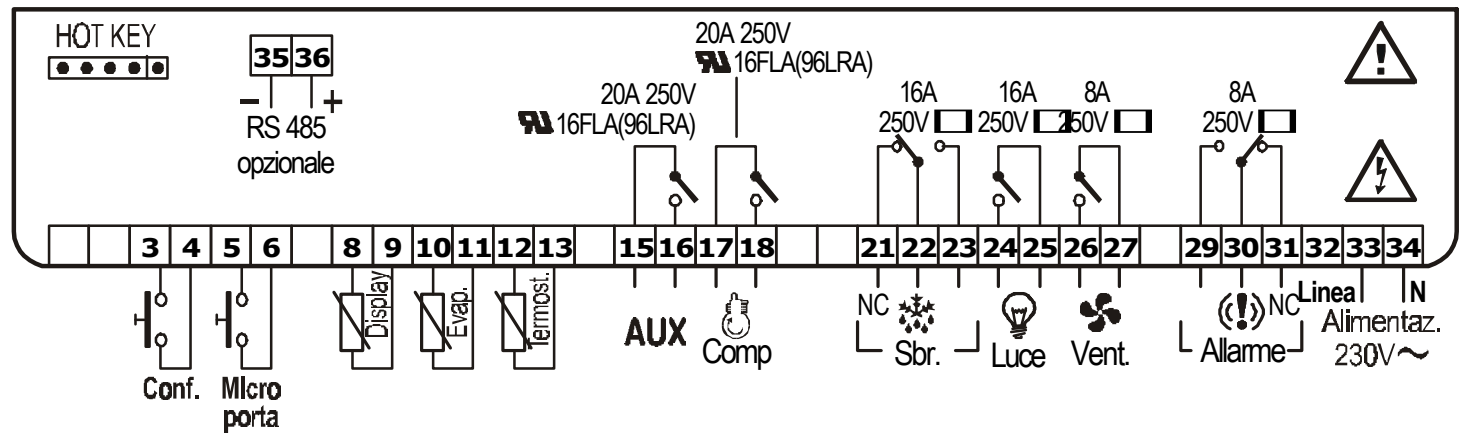 HOT KEY
35 36
- +
RS 485
opzionale
20A 250V
16FLA(96LRA)
20A 250V
16FLA(96LRA)
16A
250V
16A
250V
8A
250V
8A
250V
3 4 5 6 8 9 10 11 12 13 15 16 17 18 21 22 23 24 25 26 27 29 30 31 32 33 34
Conf.
MIcro
porta
Display
Evap.
Termost.
AUX
Comp
NC
Sbr.
Luce
Vent.
NC
Allarme
Linea N
Alimentaz.
230V~